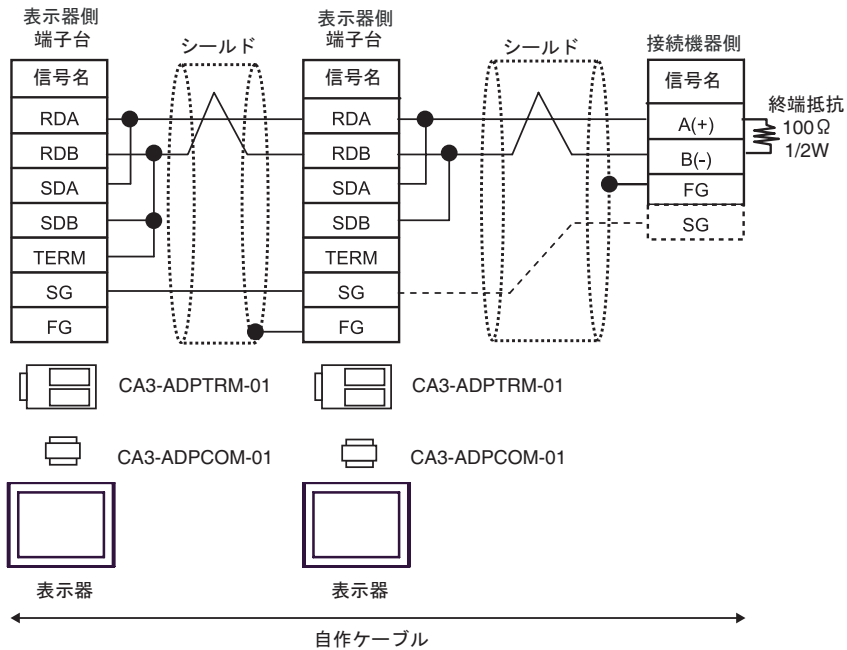 表示器側
端子台
シールド
表示器側
端子台
シールド
接続機器側
信号名
RDA
RDB
SDA
SDB
TERM
SG
FG
信号名
RDA
RDB
SDA
SDB
TERM
SG
FG
信号名
A(+)
B(-)
FG
SG
終端抵抗
100Ω
1/2W
CA3-ADPTRM-01
CA3-ADPTRM-01
CA3-ADPCOM-01
CA3-ADPCOM-01
表示器
表示器
自作ケーブル